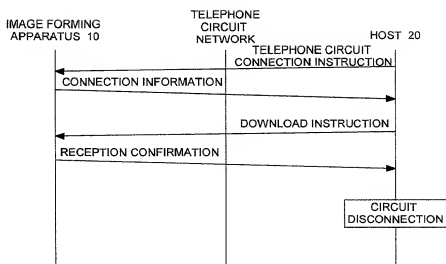 IMAGE FORMING
APPARATUS 10
TELEPHONE
CIRCUIT
NETWORK
HOST 20
TELEPHONE CIRCUIT
CONNECTION INSTRUCTION
CONNECTION INFORMATION
DOWNLOAD INSTRUCTION
RECEPTION CONFIRMATION
CIRCUIT
DISCONNECTION